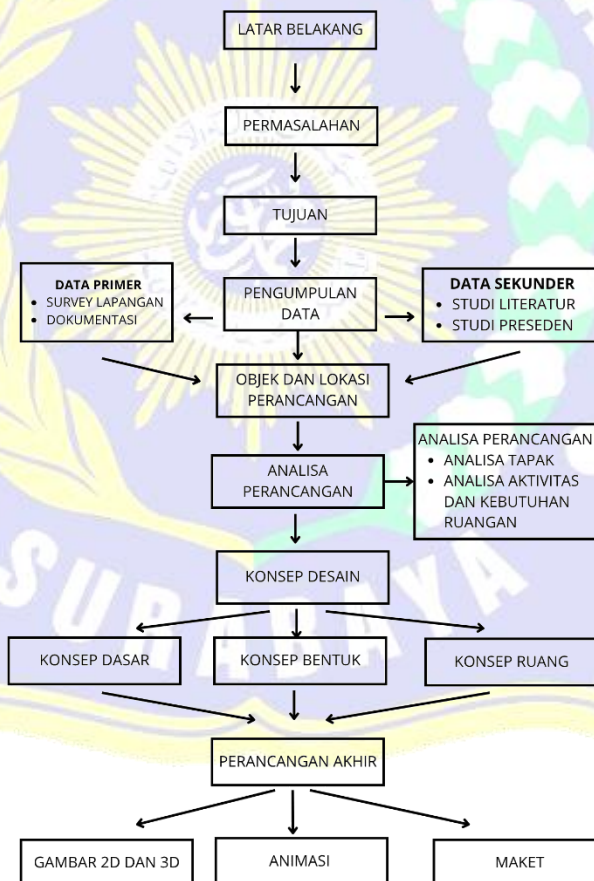 LATAR BELAKANG
PERMASALAHAN
TUJUAN
DATA PRIMER
• SURVEY LAPANGAN
• DOKUMENTASI
PENGUMPULAN
DATA
DATA SEKUNDER
• STUDI LITERATUR
• STUDI PRESEDEN
OBJEK DAN LOKASI
PERANCANGAN
ANALISA
PERANCANGAN
ANALISA PERANCANGAN
• ANALISA TAPAK
• ANALISA AKTIVITAS
DAN KEBUTUHAN
RUANGAN
KONSEP DESAIN
SURABAYA
KONSEP DASAR
KONSEP BENTUK
KONSEP RUANG
PERANCANGAN AKHIR
GAMBAR 2D DAN 3D
ANIMASI
MAKET